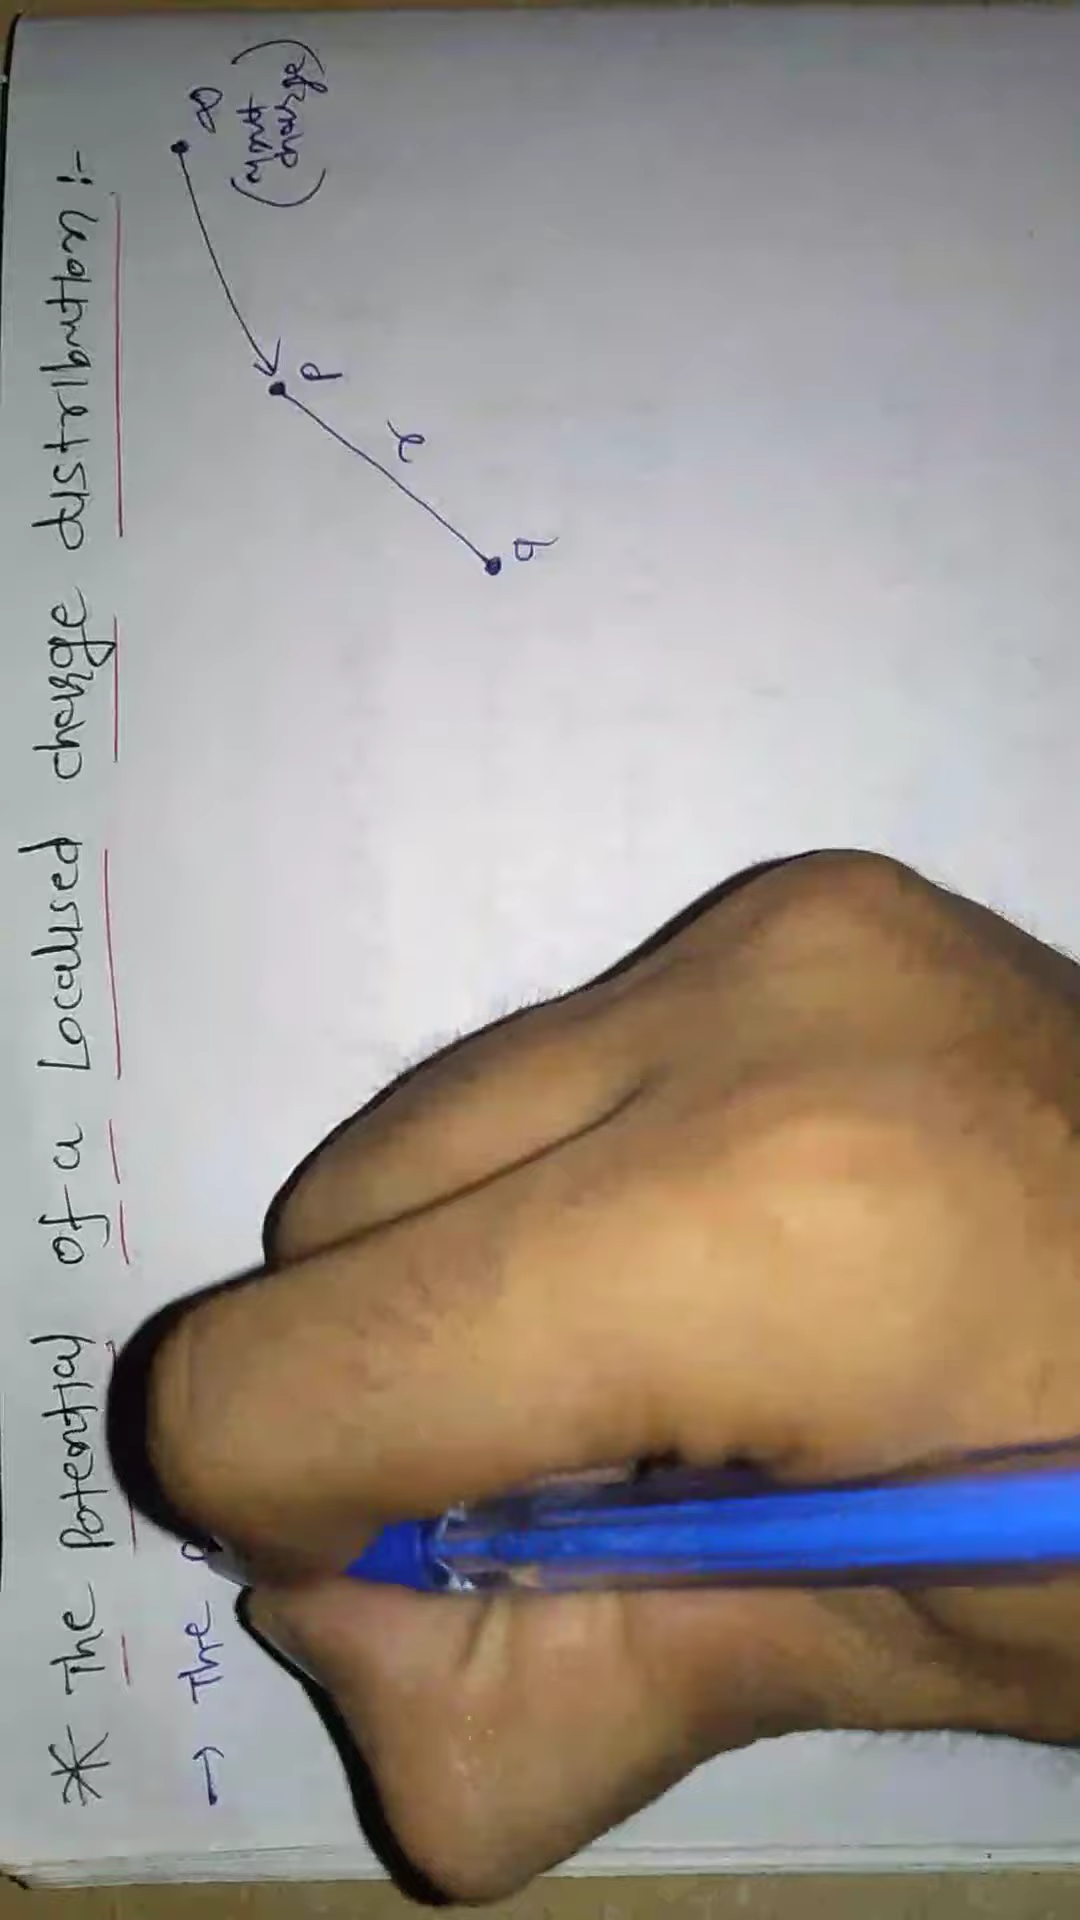 * The Potential of a Localised charge distribution :-
→ The
∞
(unit
charge)
P
r
q